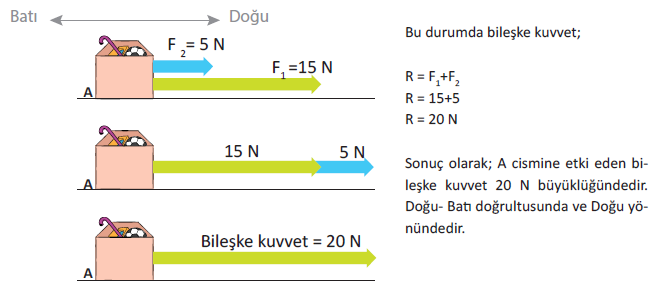 Batı Doğu
F₂= 5 N
F₁=15 N
A
15 N 5 N
A
Bileşke kuvvet = 20 N
A
Bu durumda bileşke kuvvet;
R = F₁+F₂
R = 15+5
R = 20 N
Sonuç olarak; A cismine etki eden bi-
leşke kuvvet 20 N büyüklüğündedir.
Doğu- Batı doğrultusunda ve Doğu yö-
nündedir.